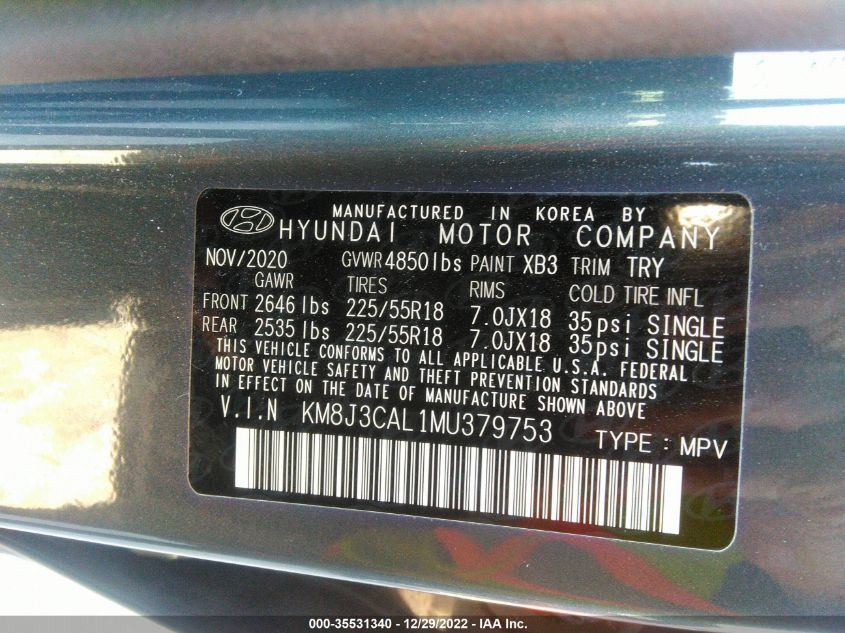 MANUFACTURED IN KOREA BY
HYUNDAI MOTOR COMPANY
NOV/2020 GVWR 4850lbs PAINT XB3 TRIM TRY
GAWR TIRES RIMS COLD TIRE INFL
FRONT 2646 lbs 225/55R18 7.0JX18 35psi SINGLE
REAR 2535 lbs 225/55R18 7.0JX18 35psi SINGLE
THIS VEHICLE CONFORMS TO ALL APPLICABLE U.S.A. FEDERAL
MOTOR VEHICLE SAFETY AND THEFT PREVENTION STANDARDS
IN EFFECT ON THE DATE OF MANUFACTURE SHOWN ABOVE.
V.I.N KM8J3CAL1MU379753 TYPE : MPV
000-35531340 - 12/29/2022 - IAA Inc.